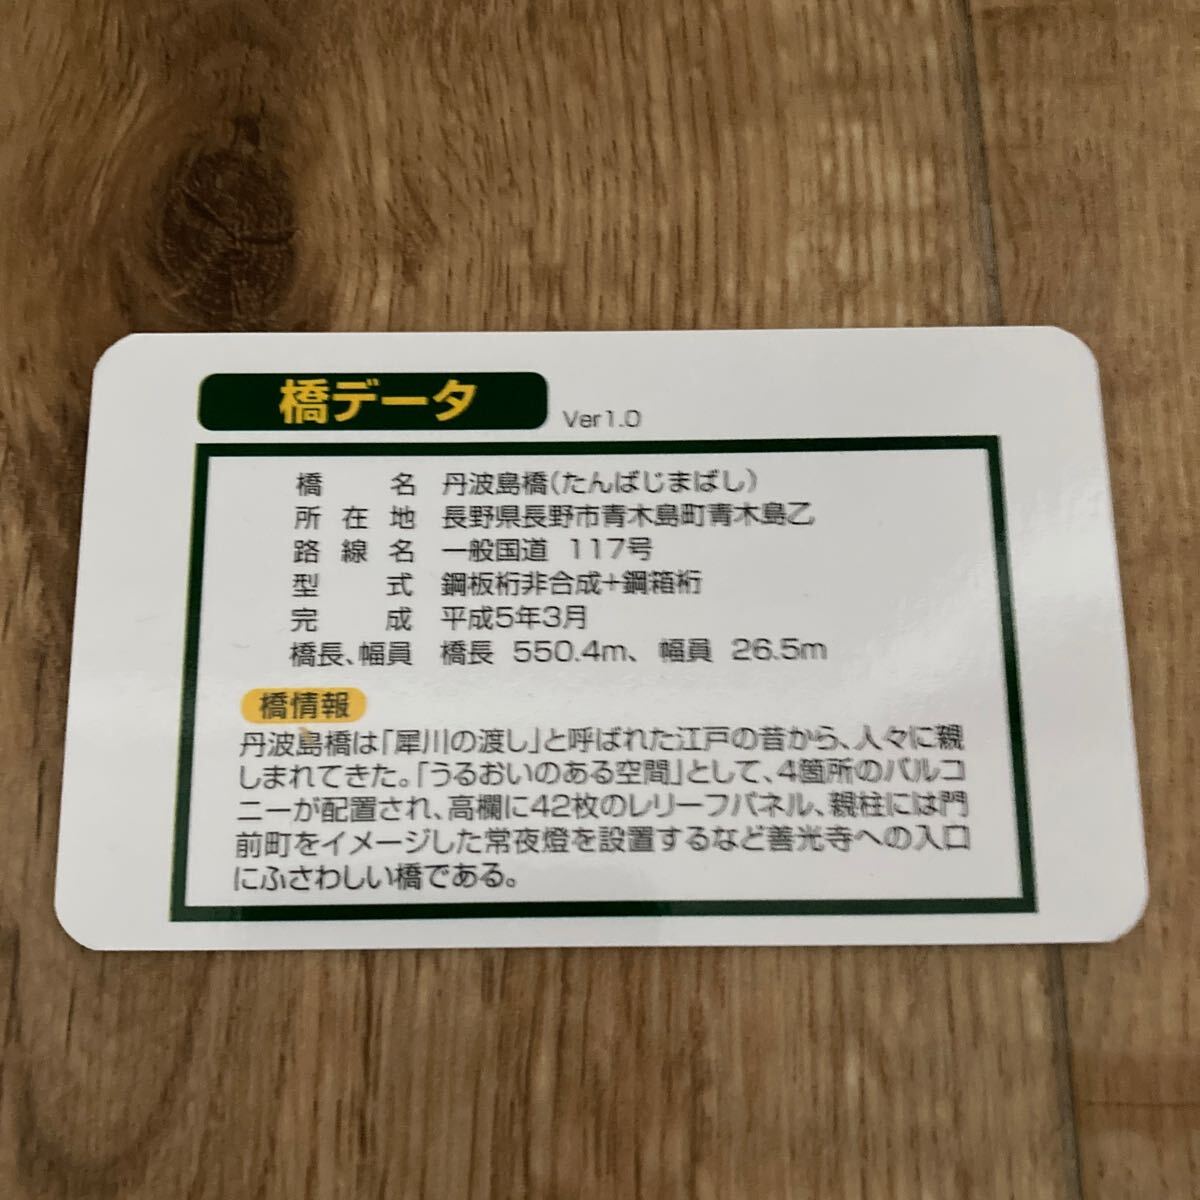 橋データ Ver1.0
橋名 丹波島橋(たんばじまばし)
所在地 長野県長野市青木島町青木島乙
路線名 一般国道 117号
型式 鋼板桁非合成+鋼箱桁
完成 平成5年3月
橋長、幅員 橋長 550.4m、 幅員 26.5m
橋情報
丹波島橋は「犀川の渡し」と呼ばれた江戸の昔から、人々に親
しまれてきた。「うるおいのある空間」として、4箇所のバルコ
ニーが配置され、高欄に42枚のレリーフパネル、親柱には門
前町をイメージした常夜燈を設置するなど善光寺への入口
にふさわしい橋である。